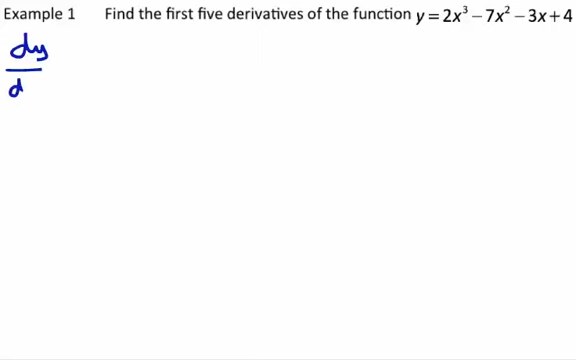 Example 1 Find the first five derivatives of the function y = 2x³ – 7x² – 3x + 4
dy
d